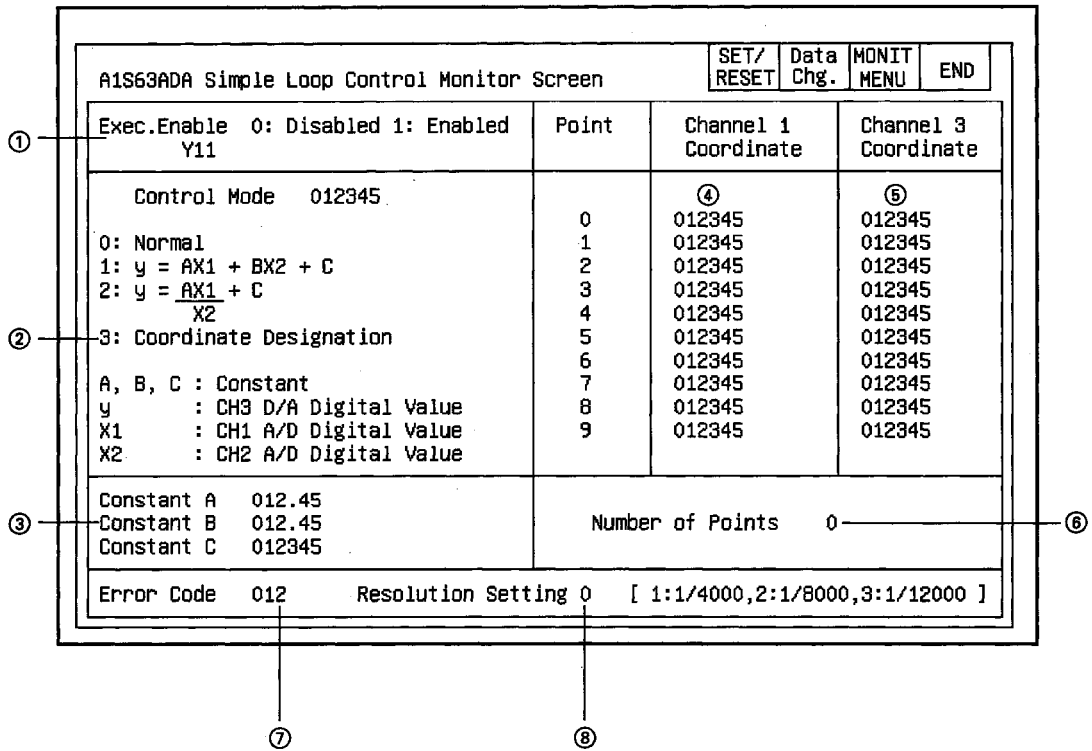 A1S63ADA Simple Loop Control Monitor Screen
SET/ RESET
Data Chg.
MONIT MENU
END
① Exec.Enable 0: Disabled 1: Enabled
Y11
Point
Channel 1 Coordinate
Channel 3 Coordinate
Control Mode 012345
0: Normal
1: y = AX1 + BX2 + C
2: y = AX1 + C
X2
② 3: Coordinate Designation
A, B, C : Constant
y : CH3 D/A Digital Value
X1 : CH1 A/D Digital Value
X2 : CH2 A/D Digital Value
④ ⑤
0 012345 012345
1 012345 012345
2 012345 012345
3 012345 012345
4 012345 012345
5 012345 012345
6 012345 012345
7 012345 012345
8 012345 012345
9 012345 012345
Constant A 012.45
③ Constant B 012.45
Constant C 012345
Number of Points 0 ⑥
Error Code 012 Resolution Setting 0 [ 1:1/4000,2:1/8000,3:1/12000 ]
⑦ ⑧